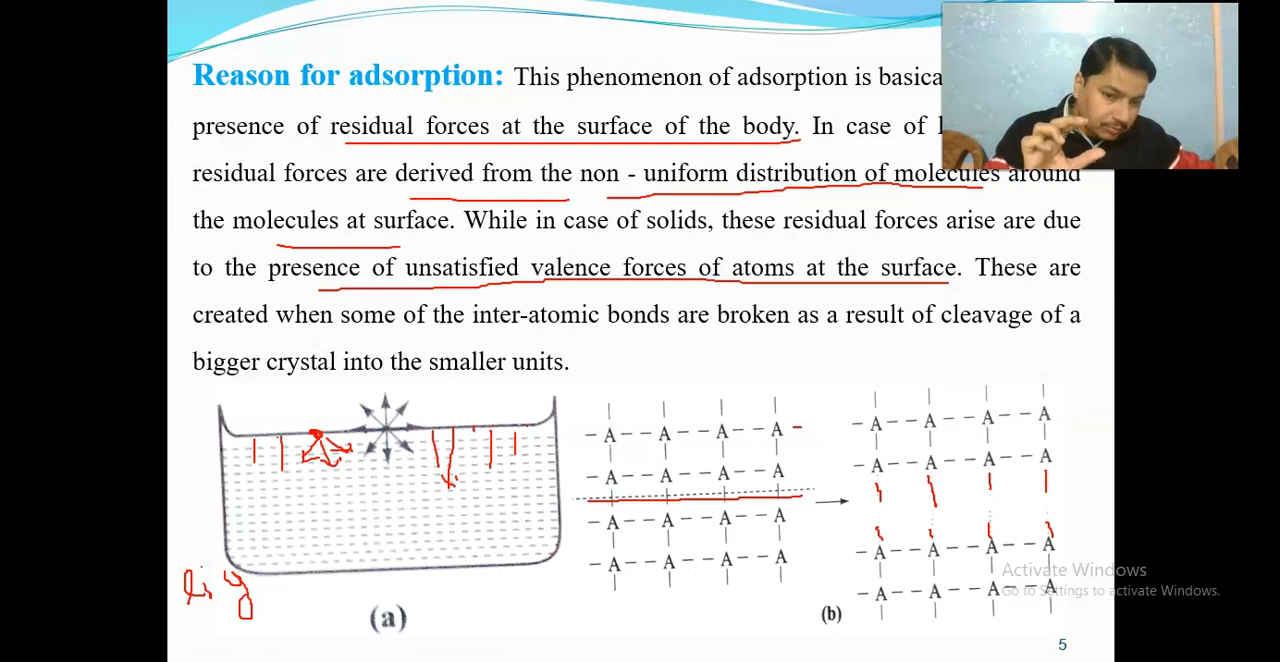 Reason for adsorption: This phenomenon of adsorption is basica
presence of residual forces at the surface of the body. In case of
residual forces are derived from the non - uniform distribution of molecules around
the molecules at surface. While in case of solids, these residual forces arise are due
to the presence of unsatisfied valence forces of atoms at the surface. These are
created when some of the inter-atomic bonds are broken as a result of cleavage of a
bigger crystal into the smaller units.
A A A A
A A A A
A A A A
A A A A
A A A A
A A A A
A A A A
A A A A
liq
(a)
(b)
Activate Windows
Go to Settings to activate Windows.
5